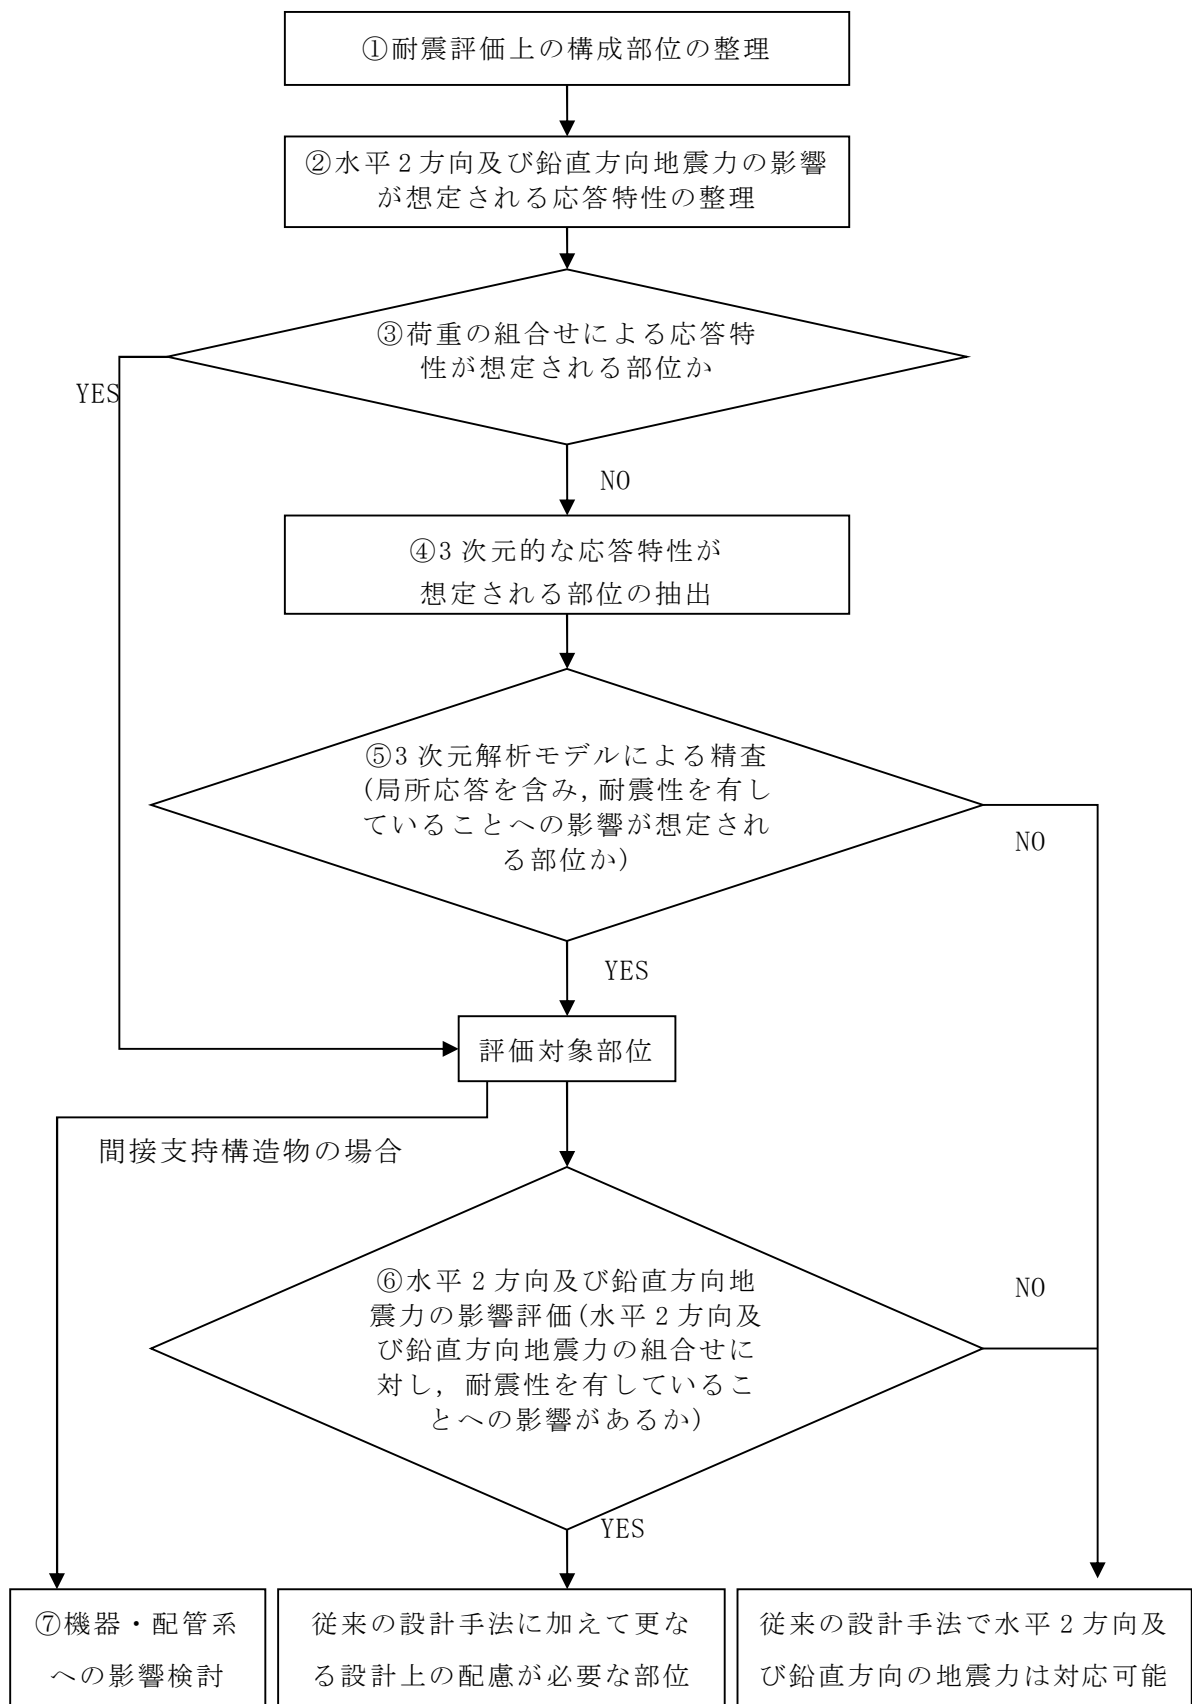 ①耐震評価上の構成部位の整理
②水平2方向及び鉛直方向地震力の影響
が想定される応答特性の整理
③荷重の組合せによる応答特
性が想定される部位か
YES
NO
④3次元的な応答特性が
想定される部位の抽出
⑤3次元解析モデルによる精査
(局所応答を含み,耐震性を有し
ていることへの影響が想定され
る部位か)
NO
YES
評価対象部位
間接支持構造物の場合
⑥水平2方向及び鉛直方向地
震力の影響評価(水平2方向及
び鉛直方向地震力の組合せに
対し,耐震性を有しているこ
とへの影響があるか)
NO
YES
⑦機器・配管系
への影響検討
従来の設計手法に加えて更な
る設計上の配慮が必要な部位
従来の設計手法で水平2方向及
び鉛直方向の地震力は対応可能